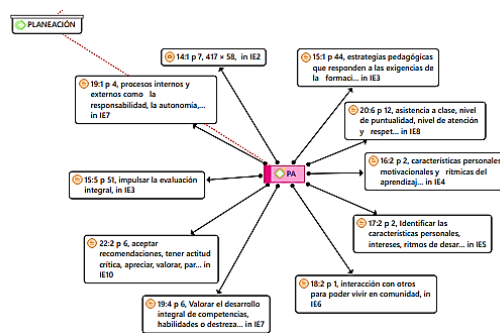 PLANEACIÓN
14:1 p 7, 417 × 58, in IE2
15:1 p 44, estrategias pedagógicas
que responden a las exigencias de
la formaci... in IE3
19:1 p 4, procesos internos y
externos como la
responsabilidad, la autonomía,...
in IE7
20:6 p 12, asistencia a clase, nivel
de puntualidad, nivel de atención
y respet... in IE8
16:2 p 2, características personales
motivacionales y rítmicas del
aprendizaj... in IE4
PA
15:5 p 51, impulsar la evaluación
integral, in IE3
17:2 p 2, Identificar las
características personales,
intereses, ritmos de desar... in IE5
22:2 p 6, aceptar
recomendaciones, tener actitud
crítica, apreciar, valorar, par... in
IE10
18:2 p 1, interacción con otros
para poder vivir en comunidad, in
IE6
19:4 p 6, Valorar el desarrollo
integral de competencias,
habilidades o destreza... in IE7